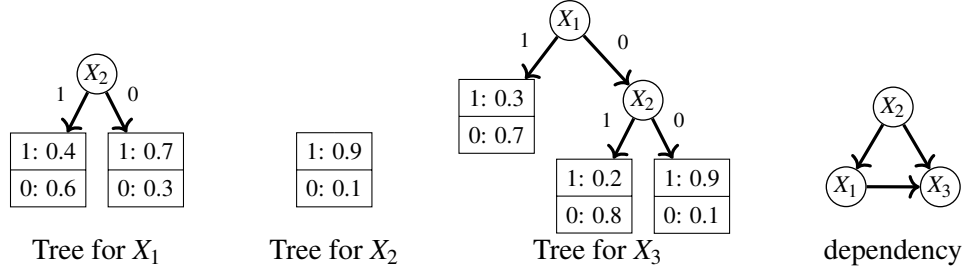 X₂
1
0
1: 0.4
0: 0.6
1: 0.7
0: 0.3
Tree for X₁
1: 0.9
0: 0.1
Tree for X₂
X₁
1
0
1: 0.3
0: 0.7
X₂
1
0
1: 0.2
0: 0.8
1: 0.9
0: 0.1
Tree for X₃
X₂
X₁
X₃
dependency